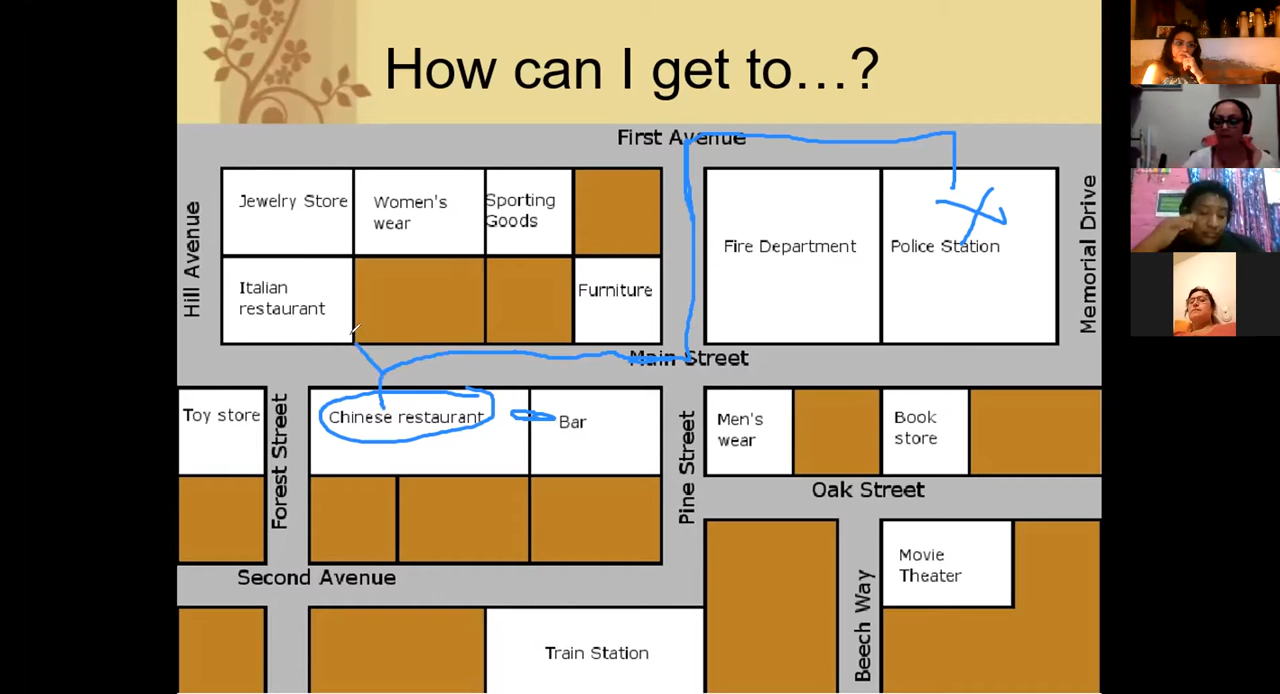 How can I get to...?
First Avenue
Hill Avenue
Jewelry Store
Women's
wear
Sporting
Goods
Italian
restaurant
Furniture
Fire Department
Police Station
Memorial Drive
Main Street
Toy store
Forest Street
Chinese restaurant
Bar
Pine Street
Men's
wear
Book
store
Oak Street
Second Avenue
Train Station
Beech Way
Movie
Theater